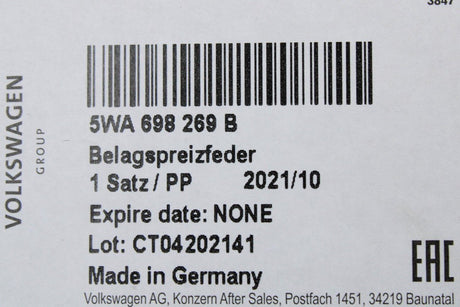 3847
VOLKSWAGEN
GROUP
5WA 698 269 B
Belagspreizfeder
1 Satz / PP 2021/10
Expire date: NONE
Lot: CT04202141
Made in Germany
EAC
Volkswagen AG, Konzern After Sales, Postfach 1451, 34219 Baunatal